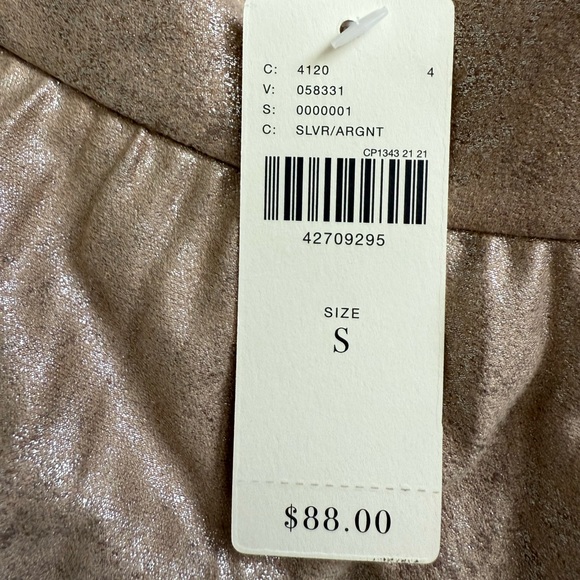 C: 4120 4
V: 058331
S: 0000001
C: SLVR/ARGNT
CP1343 21 21
42709295
SIZE
S
$88.00